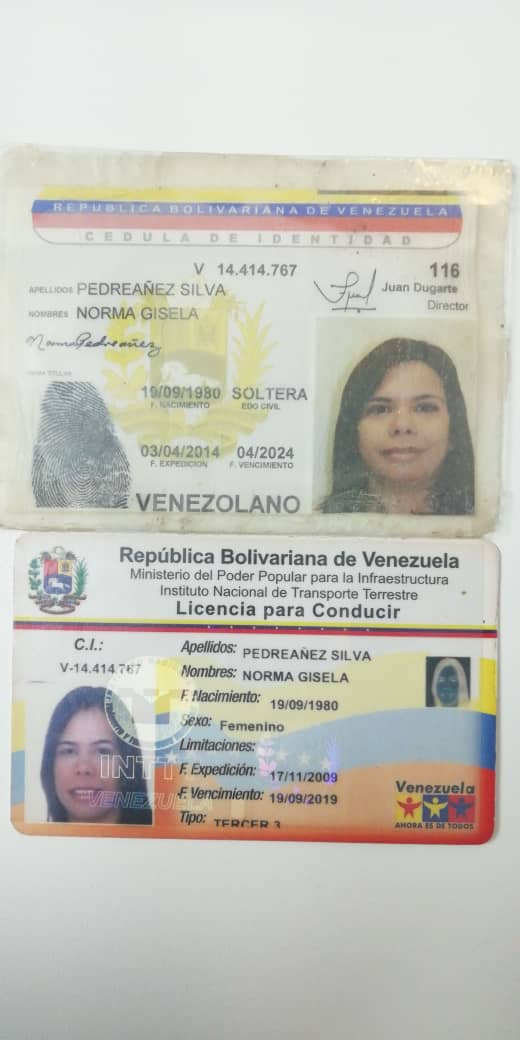 REPUBLICA BOLIVARIANA DE VENEZUELA
CEDULA DE IDENTIDAD
V 14.414.767
116
APELLIDOS PEDREAÑEZ SILVA
Juan Dugarte
Director
NOMBRES NORMA GISELA
NormaPedreañez
FIRMA TITULAR
19/09/1980 SOLTERA
F. NACIMIENTO EDO CIVIL
03/04/2014 04/2024
F. EXPEDICION F. VENCIMIENTO
VENEZOLANO
República Bolivariana de Venezuela
Ministerio del Poder Popular para la Infraestructura
Instituto Nacional de Transporte Terrestre
Licencia para Conducir
C.I.:
V-14.414.767
Apellidos: PEDREAÑEZ SILVA
Nombres: NORMA GISELA
F. Nacimiento: 19/09/1980
Sexo: Femenino
Limitaciones:
F. Expedición: 17/11/2009
F. Vencimiento: 19/09/2019
Tipo: TERCER 3
INTT
VENEZUELA
Venezuela
AHORA ES DE TODOS